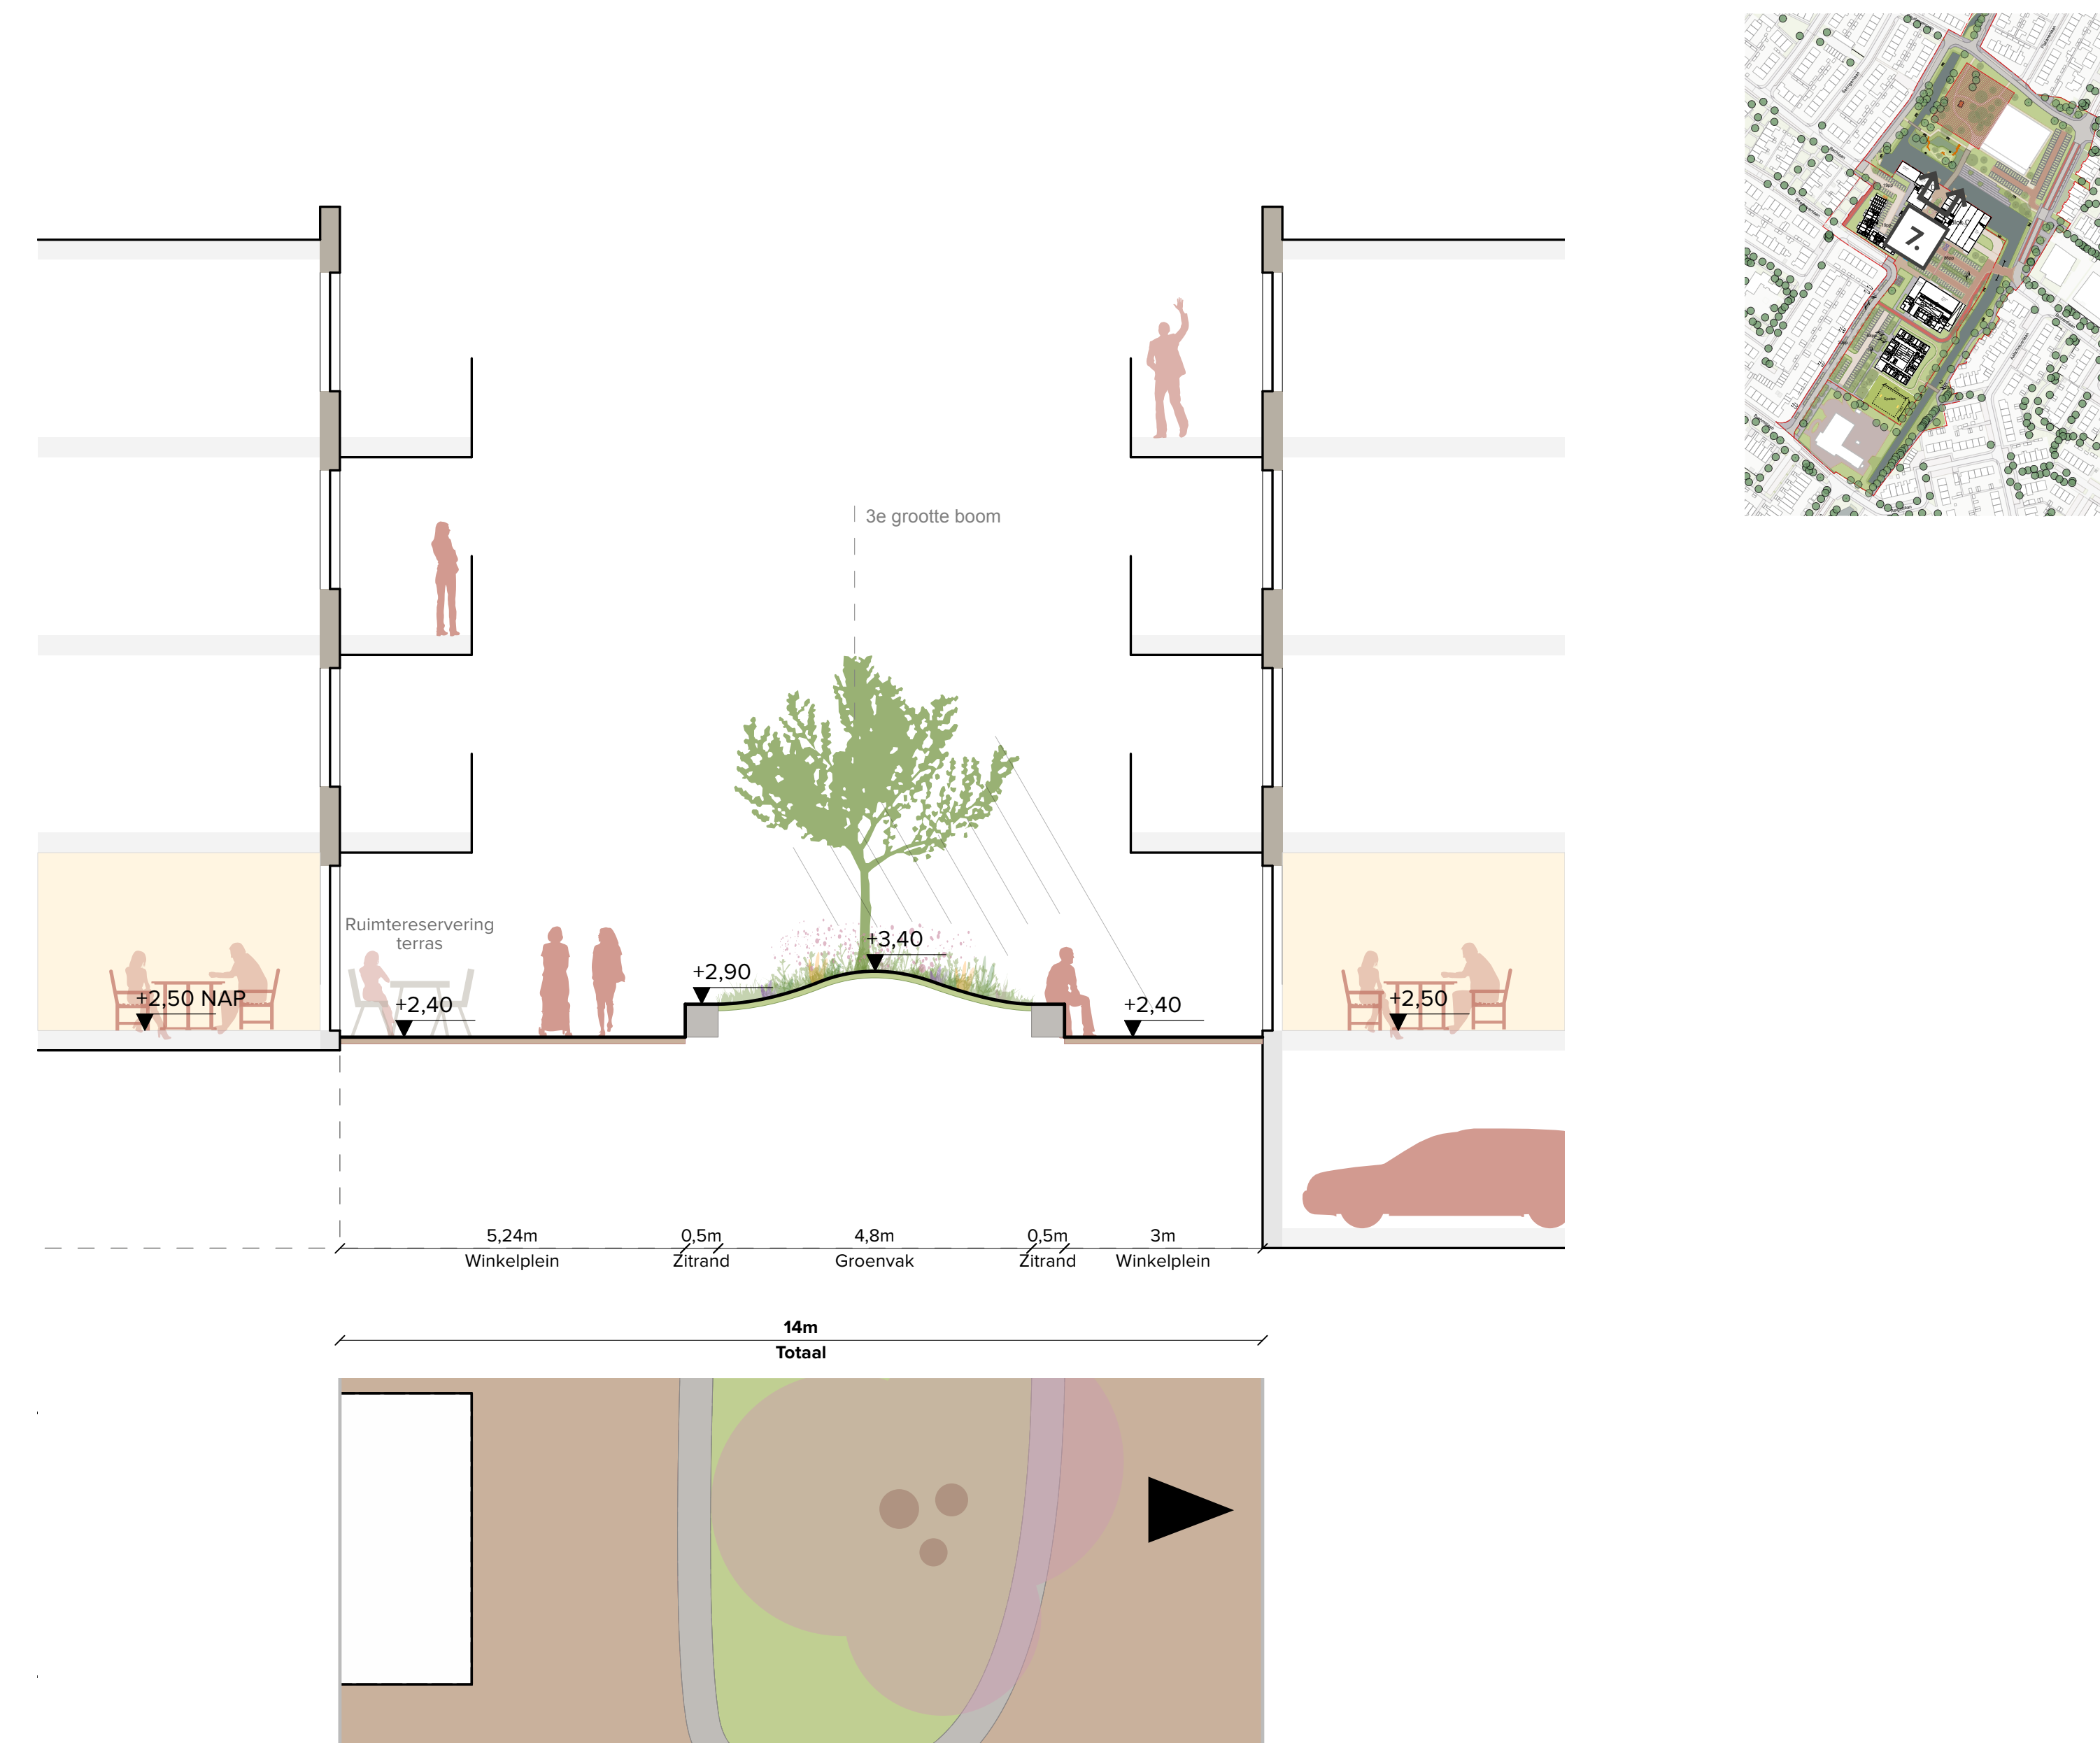 7.
3e grootte boom
Ruimtereservering
terras
+3,40
+2,90
+2,50 NAP
+2,40
+2,40
+2,50
5,24m
0,5m
4,8m
0,5m
3m
Winkelplein
Zitrand
Groenvak
Zitrand
Winkelplein
14m
Totaal